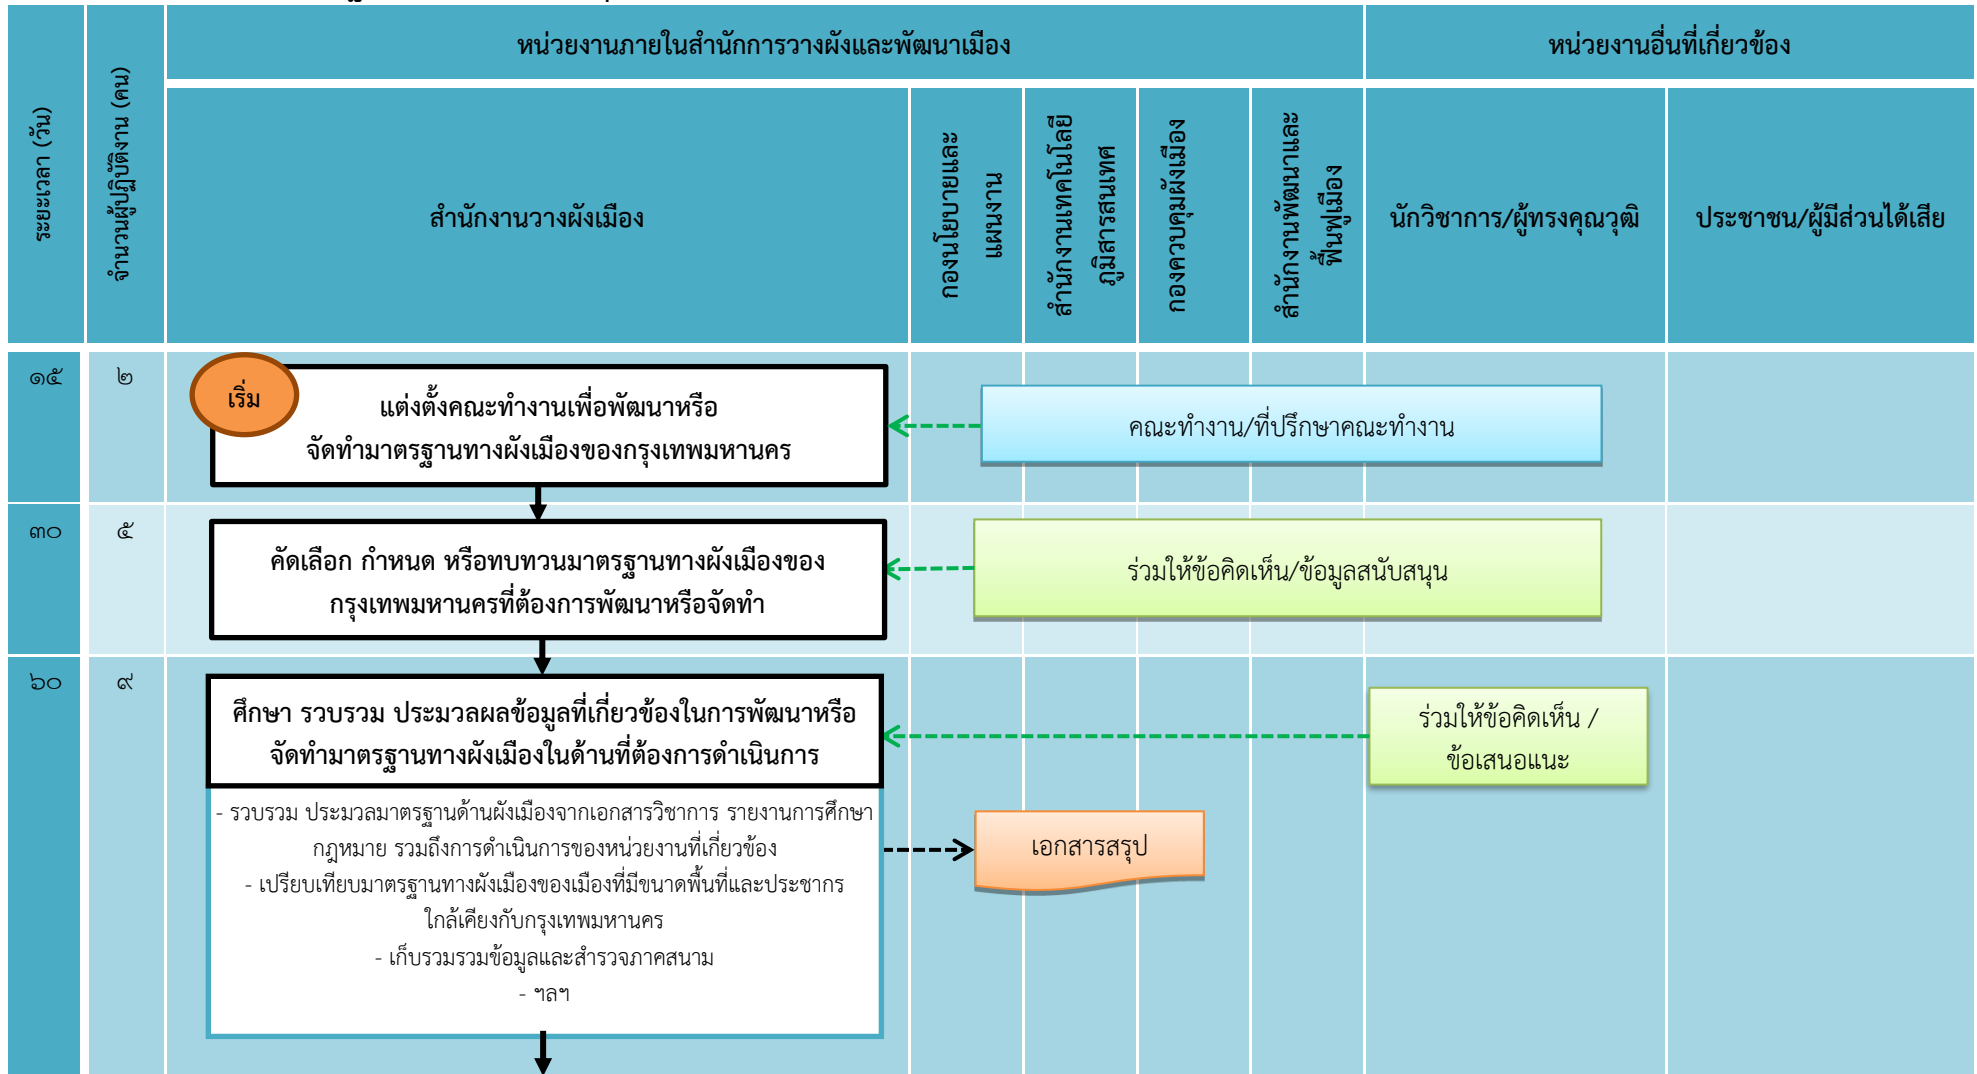 หน่วยงานภายในสำนักการวางผังและพัฒนาเมือง
หน่วยงานอื่นที่เกี่ยวข้อง
ระยะเวลา (วัน)
จำนวนผู้ปฏิบัติงาน (คน)
สำนักงานวางผังเมือง
กองนโยบายและ
แผนงาน
สำนักงานเทคโนโลยี
ภูมิสารสนเทศ
กองควบคุมผังเมือง
สำนักงานพัฒนาและ
ฟื้นฟูเมือง
นักวิชาการ/ผู้ทรงคุณวุฒิ
ประชาชน/ผู้มีส่วนได้เสีย
๑๕
๒
เริ่ม
แต่งตั้งคณะทำงานเพื่อพัฒนาหรือ
จัดทำมาตรฐานทางผังเมืองของกรุงเทพมหานคร
คณะทำงาน/ที่ปรึกษาคณะทำงาน
๓๐
๕
คัดเลือก กำหนด หรือทบทวนมาตรฐานทางผังเมืองของ
กรุงเทพมหานครที่ต้องการพัฒนาหรือจัดทำ
ร่วมให้ข้อคิดเห็น/ข้อมูลสนับสนุน
๖๐
๙
ศึกษา รวบรวม ประมวลผลข้อมูลที่เกี่ยวข้องในการพัฒนาหรือ
จัดทำมาตรฐานทางผังเมืองในด้านที่ต้องการดำเนินการ
ร่วมให้ข้อคิดเห็น /
ข้อเสนอแนะ
- รวบรวม ประมวลมาตรฐานด้านผังเมืองจากเอกสารวิชาการ รายงานการศึกษา
กฎหมาย รวมถึงการดำเนินการของหน่วยงานที่เกี่ยวข้อง
- เปรียบเทียบมาตรฐานทางผังเมืองของเมืองที่มีขนาดพื้นที่และประชากร
ใกล้เคียงกับกรุงเทพมหานคร
- เก็บรวมรวมข้อมูลและสำรวจภาคสนาม
- ฯลฯ
เอกสารสรุป